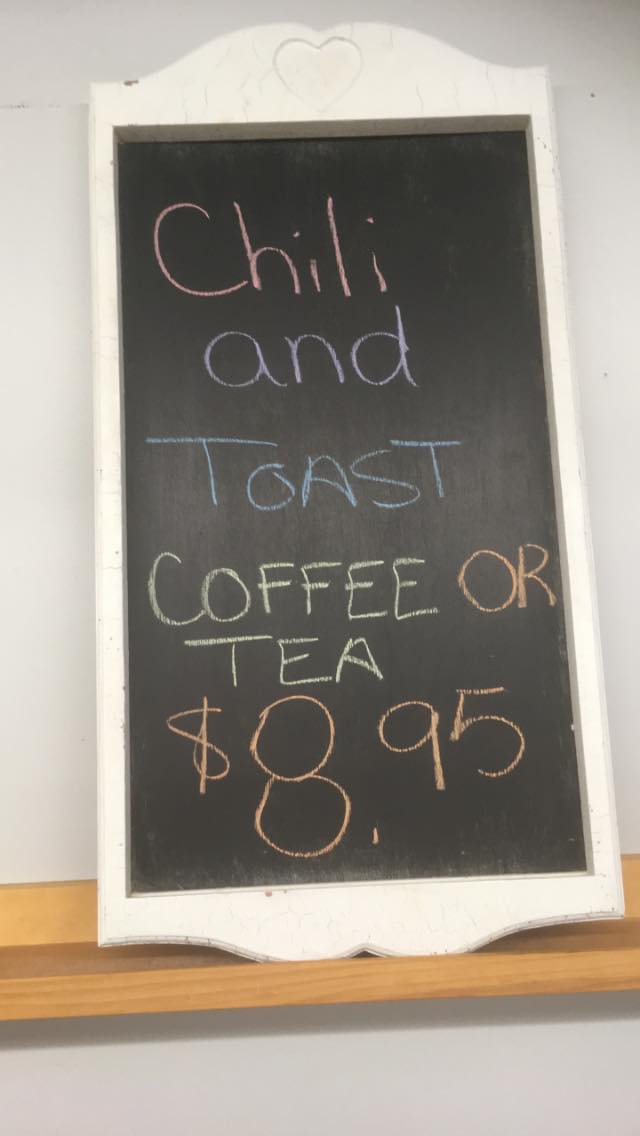 Chili
and
TOAST
COFFEE OR
TEA
$8.95